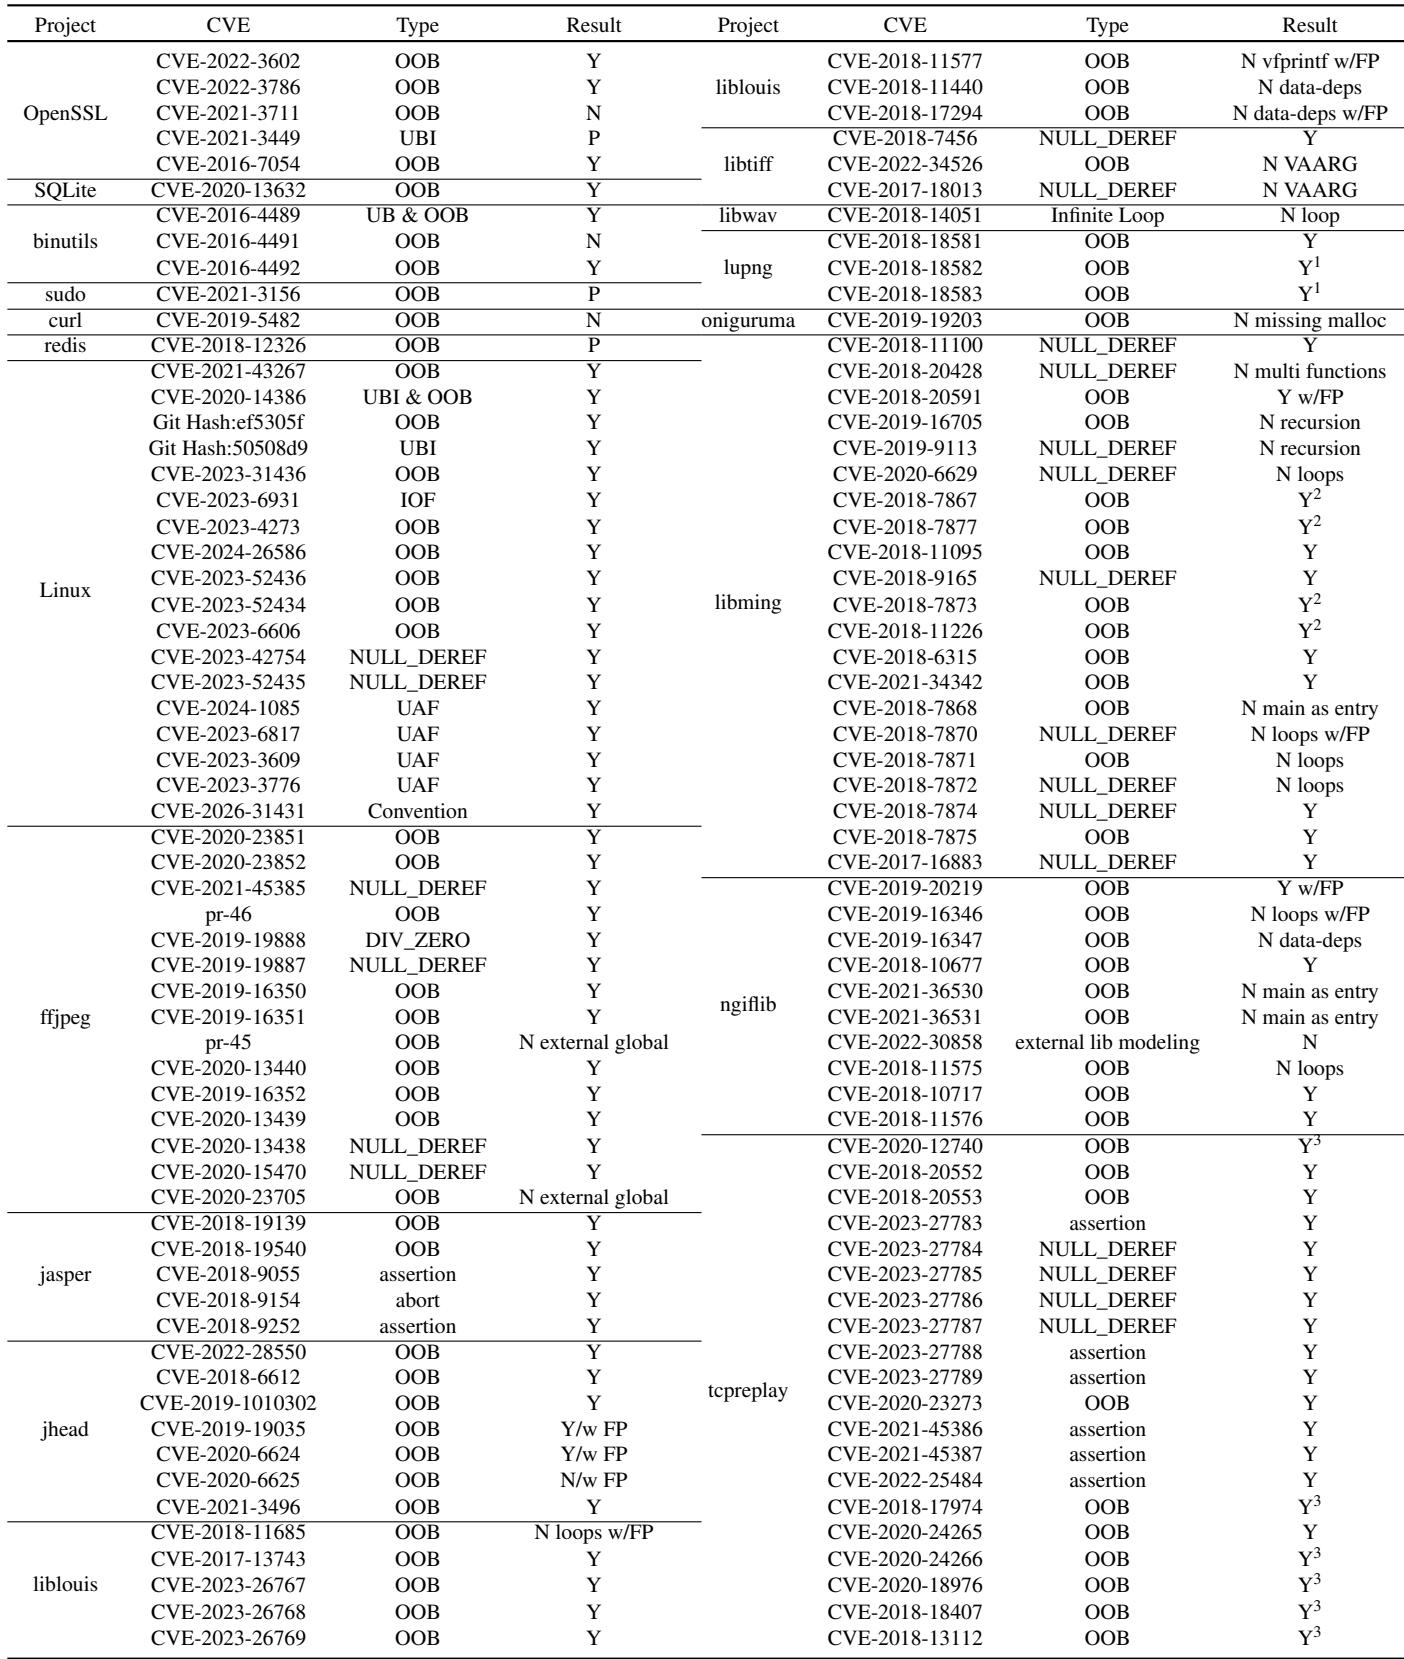 Project CVE Type Result Project CVE Type Result
CVE-2022-3602 OOB Y CVE-2018-11577 OOB N vfprintf w/FP
CVE-2022-3786 OOB Y liblouis CVE-2018-11440 OOB N data-deps
OpenSSL CVE-2021-3711 OOB N CVE-2018-17294 OOB N data-deps w/FP
CVE-2021-3449 UBI P CVE-2018-7456 NULL_DEREF Y
CVE-2016-7054 OOB Y libtiff CVE-2022-34526 OOB N VAARG
SQLite CVE-2020-13632 OOB Y CVE-2017-18013 NULL_DEREF N VAARG
CVE-2016-4489 UB & OOB Y libwav CVE-2018-14051 Infinite Loop N loop
binutils CVE-2016-4491 OOB N CVE-2018-18581 OOB Y
CVE-2016-4492 OOB Y lupng CVE-2018-18582 OOB Y1
sudo CVE-2021-3156 OOB P CVE-2018-18583 OOB Y1
curl CVE-2019-5482 OOB N oniguruma CVE-2019-19203 OOB N missing malloc
redis CVE-2018-12326 OOB P CVE-2018-11100 NULL_DEREF Y
CVE-2021-43267 OOB Y CVE-2018-20428 NULL_DEREF N multi functions
CVE-2020-14386 UBI & OOB Y CVE-2018-20591 OOB Y w/FP
Git Hash:ef5305f OOB Y CVE-2019-16705 OOB N recursion
Git Hash:50508d9 UBI Y CVE-2019-9113 NULL_DEREF N recursion
CVE-2023-31436 OOB Y CVE-2020-6629 NULL_DEREF N loops
CVE-2023-6931 IOF Y CVE-2018-7867 OOB Y2
CVE-2023-4273 OOB Y CVE-2018-7877 OOB Y2
CVE-2024-26586 OOB Y CVE-2018-11095 OOB Y
Linux CVE-2023-52436 OOB Y CVE-2018-9165 NULL_DEREF Y
CVE-2023-52434 OOB Y libming CVE-2018-7873 OOB Y2
CVE-2023-6606 OOB Y CVE-2018-11226 OOB Y2
CVE-2023-42754 NULL_DEREF Y CVE-2018-6315 OOB Y
CVE-2023-52435 NULL_DEREF Y CVE-2021-34342 OOB Y
CVE-2024-1085 UAF Y CVE-2018-7868 OOB N main as entry
CVE-2023-6817 UAF Y CVE-2018-7870 NULL_DEREF N loops w/FP
CVE-2023-3609 UAF Y CVE-2018-7871 OOB N loops
CVE-2023-3776 UAF Y CVE-2018-7872 NULL_DEREF N loops
CVE-2026-31431 Convention Y CVE-2018-7874 NULL_DEREF Y
CVE-2020-23851 OOB Y CVE-2018-7875 OOB Y
CVE-2020-23852 OOB Y CVE-2017-16883 NULL_DEREF Y
CVE-2021-45385 NULL_DEREF Y CVE-2019-20219 OOB Y w/FP
pr-46 OOB Y CVE-2019-16346 OOB N loops w/FP
CVE-2019-19888 DIV_ZERO Y CVE-2019-16347 OOB N data-deps
CVE-2019-19887 NULL_DEREF Y CVE-2018-10677 OOB Y
CVE-2019-16350 OOB Y ngiflib CVE-2021-36530 OOB N main as entry
ffjpeg CVE-2019-16351 OOB Y CVE-2021-36531 OOB N main as entry
pr-45 OOB N external global CVE-2022-30858 external lib modeling N
CVE-2020-13440 OOB Y CVE-2018-11575 OOB N loops
CVE-2019-16352 OOB Y CVE-2018-10717 OOB Y
CVE-2020-13439 OOB Y CVE-2018-11576 OOB Y
CVE-2020-13438 NULL_DEREF Y CVE-2020-12740 OOB Y3
CVE-2020-15470 NULL_DEREF Y CVE-2018-20552 OOB Y
CVE-2020-23705 OOB N external global CVE-2018-20553 OOB Y
CVE-2018-19139 OOB Y CVE-2023-27783 assertion Y
CVE-2018-19540 OOB Y CVE-2023-27784 NULL_DEREF Y
jasper CVE-2018-9055 assertion Y CVE-2023-27785 NULL_DEREF Y
CVE-2018-9154 abort Y CVE-2023-27786 NULL_DEREF Y
CVE-2018-9252 assertion Y CVE-2023-27787 NULL_DEREF Y
CVE-2022-28550 OOB Y CVE-2023-27788 assertion Y
CVE-2018-6612 OOB Y tcpreplay CVE-2023-27789 assertion Y
CVE-2019-1010302 OOB Y CVE-2020-23273 OOB Y
jhead CVE-2019-19035 OOB Y/w FP CVE-2021-45386 assertion Y
CVE-2020-6624 OOB Y/w FP CVE-2021-45387 assertion Y
CVE-2020-6625 OOB N/w FP CVE-2022-25484 assertion Y
CVE-2021-3496 OOB Y CVE-2018-17974 OOB Y3
CVE-2018-11685 OOB N loops w/FP CVE-2020-24265 OOB Y
CVE-2017-13743 OOB Y CVE-2020-24266 OOB Y3
liblouis CVE-2023-26767 OOB Y CVE-2020-18976 OOB Y3
CVE-2023-26768 OOB Y CVE-2018-18407 OOB Y3
CVE-2023-26769 OOB Y CVE-2018-13112 OOB Y3